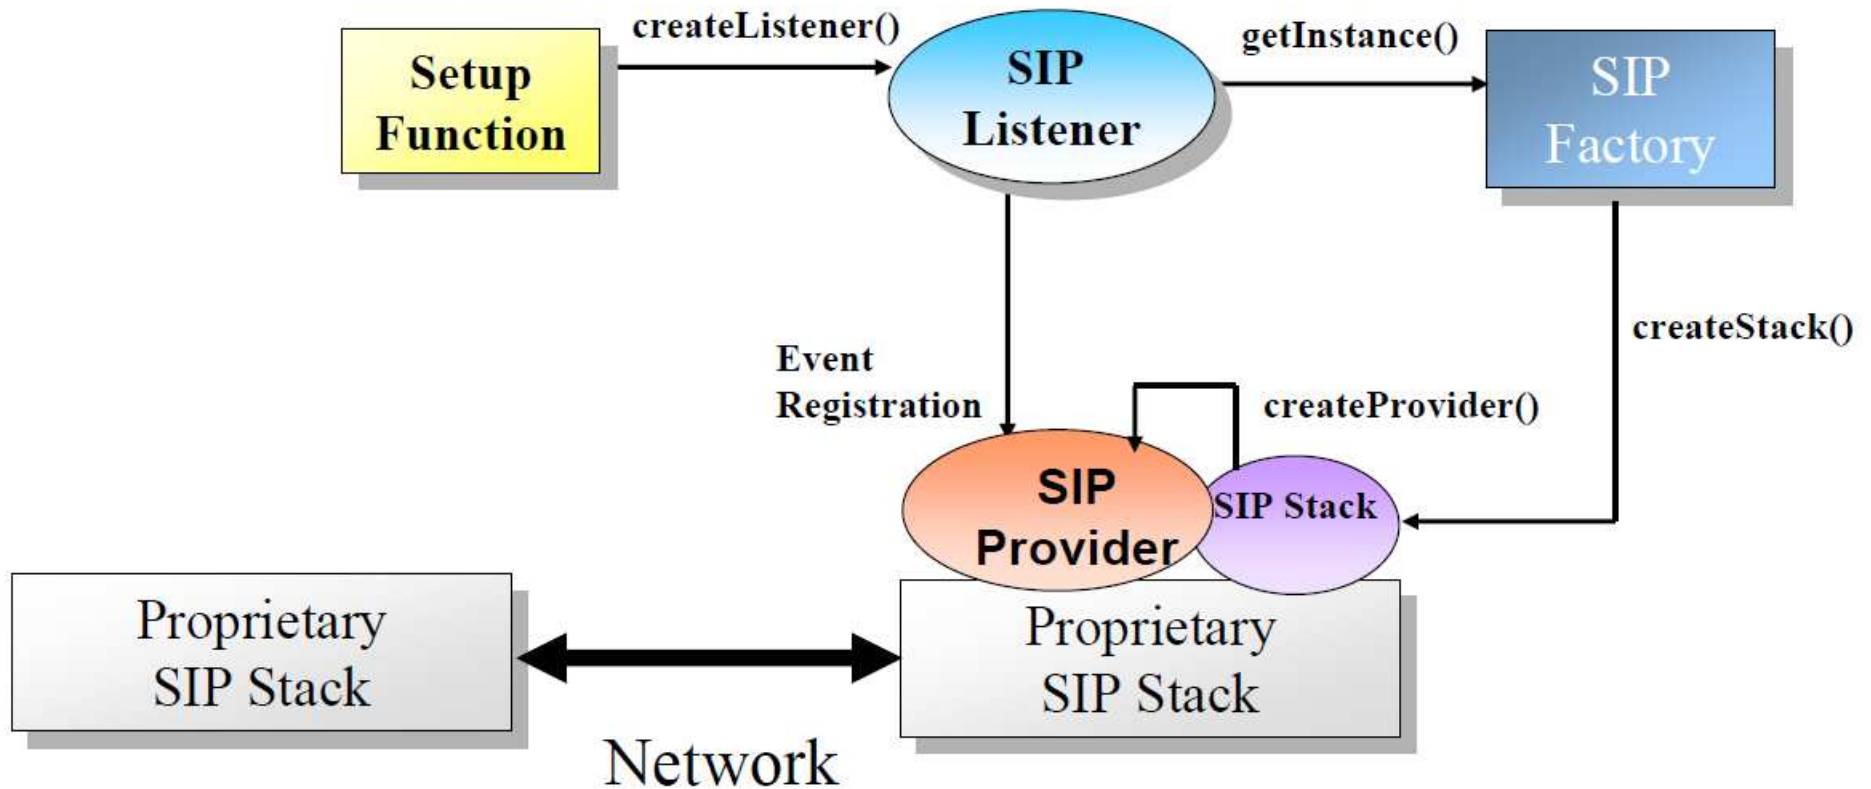 createListener()
getInstance()
Setup
Function
SIP
Listener
SIP
Factory
createStack()
Event
Registration
createProvider()
SIP
Provider
SIP Stack
Proprietary
SIP Stack
Proprietary
SIP Stack
Network